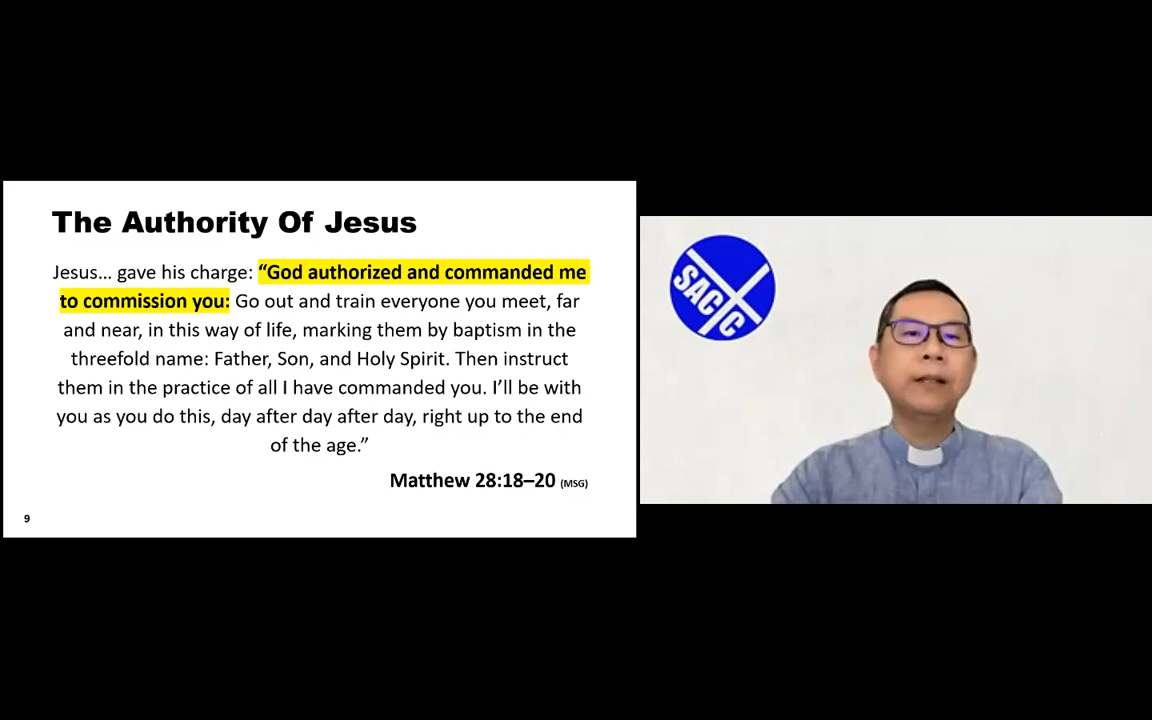 The Authority Of Jesus
Jesus... gave his charge: “God authorized and commanded me
to commission you: Go out and train everyone you meet, far
and near, in this way of life, marking them by baptism in the
threefold name: Father, Son, and Holy Spirit. Then instruct
them in the practice of all I have commanded you. I’ll be with
you as you do this, day after day after day, right up to the end
of the age.”
Matthew 28:18–20 (MSG)
9
SAC C